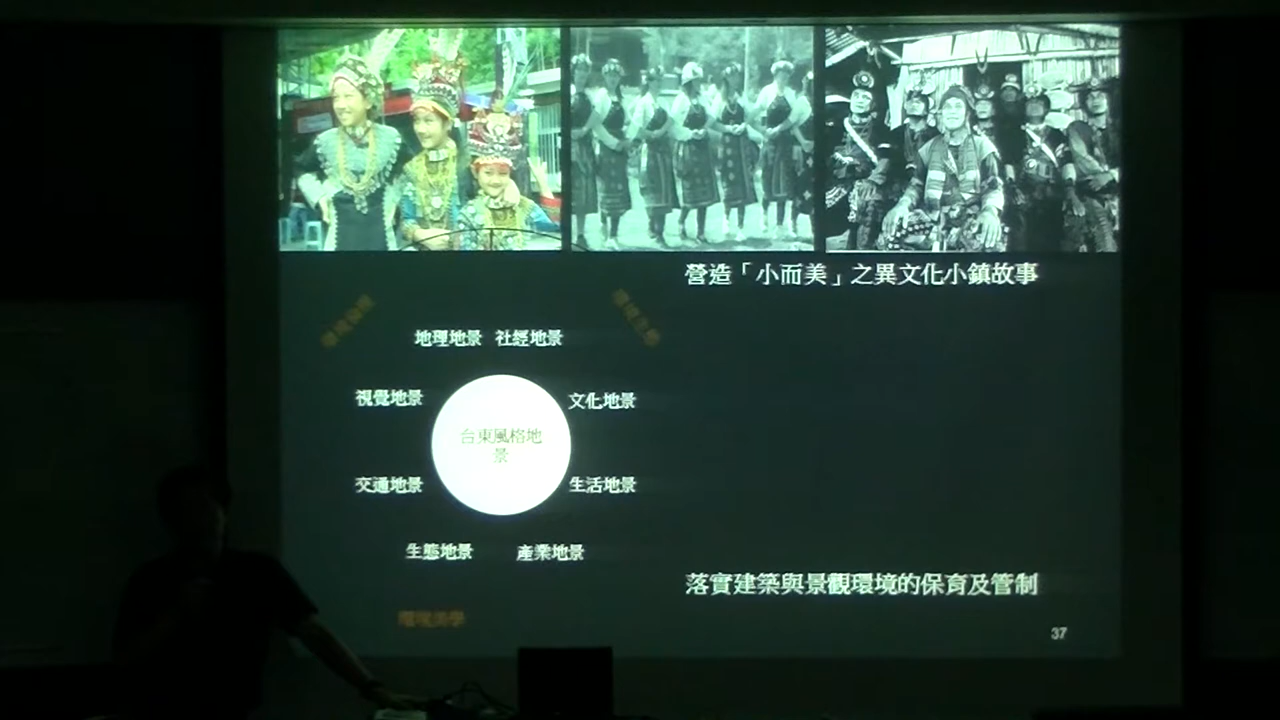 營造「小而美」之異文化小鎮故事
地理地景 社經地景
視覺地景
文化地景
台東風格地
景
交通地景
生活地景
生態地景
產業地景
落實建築與景觀環境的保育及管制
37